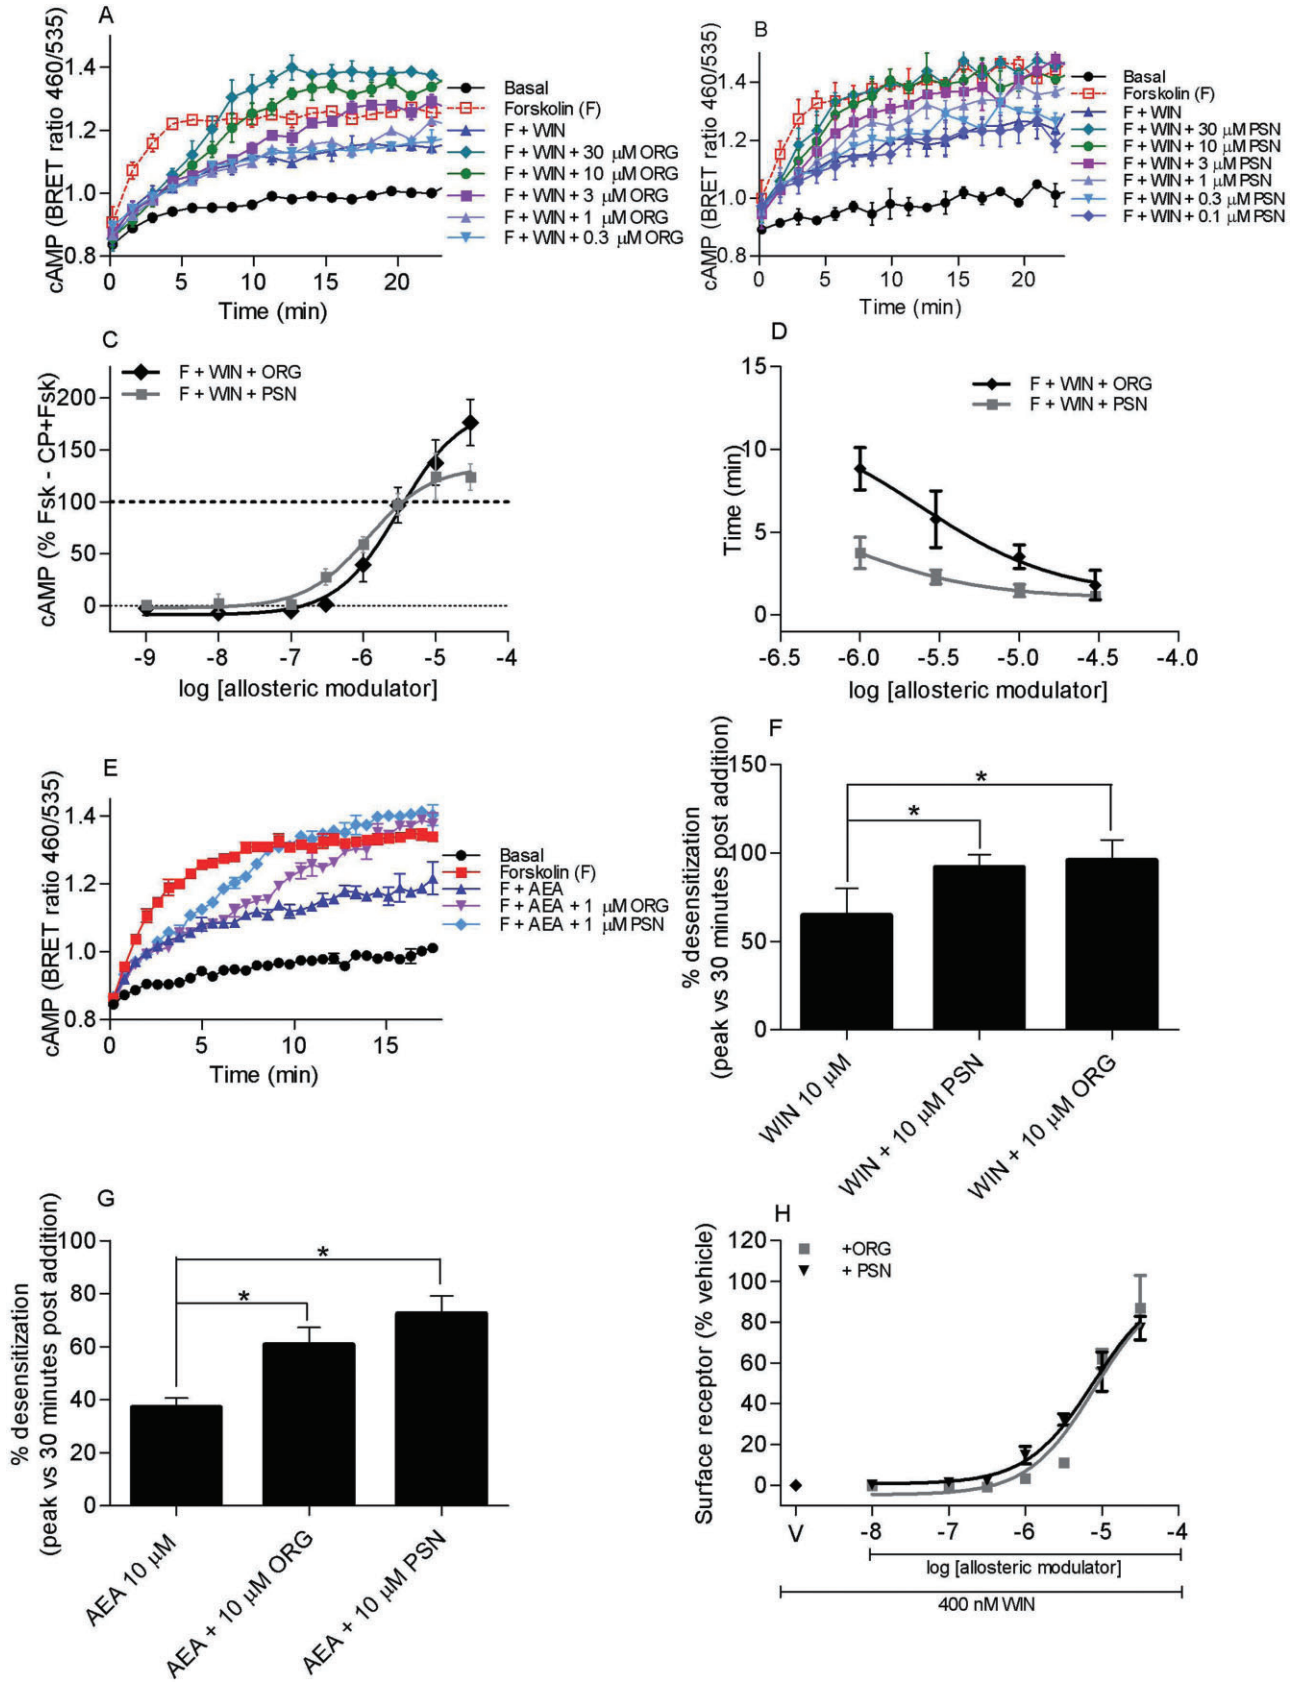 A
cAMP (BRET ratio 460/535)
1.4
1.2
1.0
0.8
0 5 10 15 20
Time (min)
Basal
Forskolin (F)
F + WIN
F + WIN + 30 μM ORG
F + WIN + 10 μM ORG
F + WIN + 3 μM ORG
F + WIN + 1 μM ORG
F + WIN + 0.3 μM ORG
B
cAMP (BRET ratio 460/535)
1.4
1.2
1.0
0.8
0 5 10 15 20
Time (min)
Basal
Forskolin (F)
F + WIN
F + WIN + 30 μM PSN
F + WIN + 10 μM PSN
F + WIN + 3 μM PSN
F + WIN + 1 μM PSN
F + WIN + 0.3 μM PSN
F + WIN + 0.1 μM PSN
C
cAMP (% Fsk - CP+Fsk)
F + WIN + ORG
F + WIN + PSN
200
150
100
50
0
-9 -8 -7 -6 -5 -4
log [allosteric modulator]
D
Time (min)
15
10
5
0
F + WIN + ORG
F + WIN + PSN
-6.5 -6.0 -5.5 -5.0 -4.5 -4.0
log [allosteric modulator]
E
cAMP (BRET ratio 460/535)
1.4
1.2
1.0
0.8
0 5 10 15
Time (min)
Basal
Forskolin (F)
F + AEA
F + AEA + 1 μM ORG
F + AEA + 1 μM PSN
F
% desensitization
(peak vs 30 minutes post addition)
150
100
50
0
*
*
WIN 10 μM
WIN + 10 μM PSN
WIN + 10 μM ORG
G
% desensitization
(peak vs 30 minutes post addition)
100
80
60
40
20
0
*
*
AEA 10 μM
AEA + 10 μM ORG
AEA + 10 μM PSN
H
Surface receptor (% vehicle)
120
100
80
60
40
20
0
+ORG
+ PSN
V -8 -7 -6 -5 -4
log [allosteric modulator]
400 nM WIN